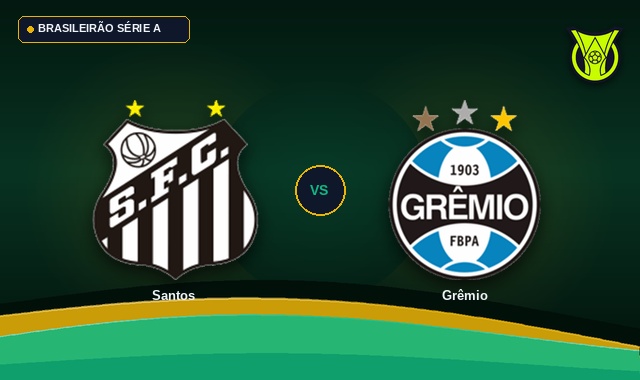 BRASILEIRÃO SÉRIE A
S.F.C.
VS
1903
GRÊMIO
FBPA
Santos
Grêmio